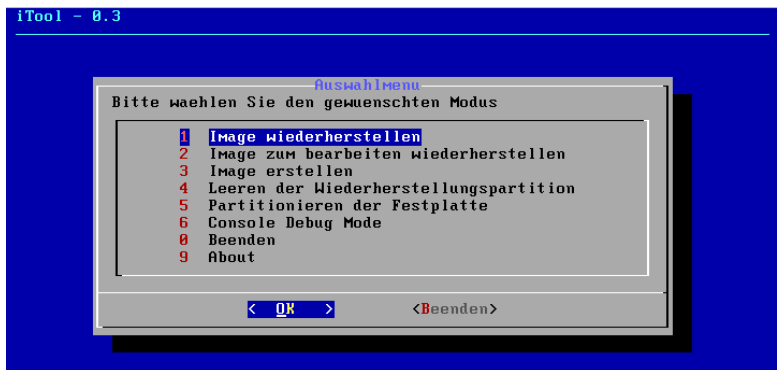 iTool - 0.3
Auswahlmenu
Bitte waehlen Sie den gewuenschten Modus
1 Image wiederherstellen
2 Image zum bearbeiten wiederherstellen
3 Image erstellen
4 Leeren der Wiederherstellungspartition
5 Partitionieren der Festplatte
6 Console Debug Mode
0 Beenden
9 About
< OK > <Beenden>